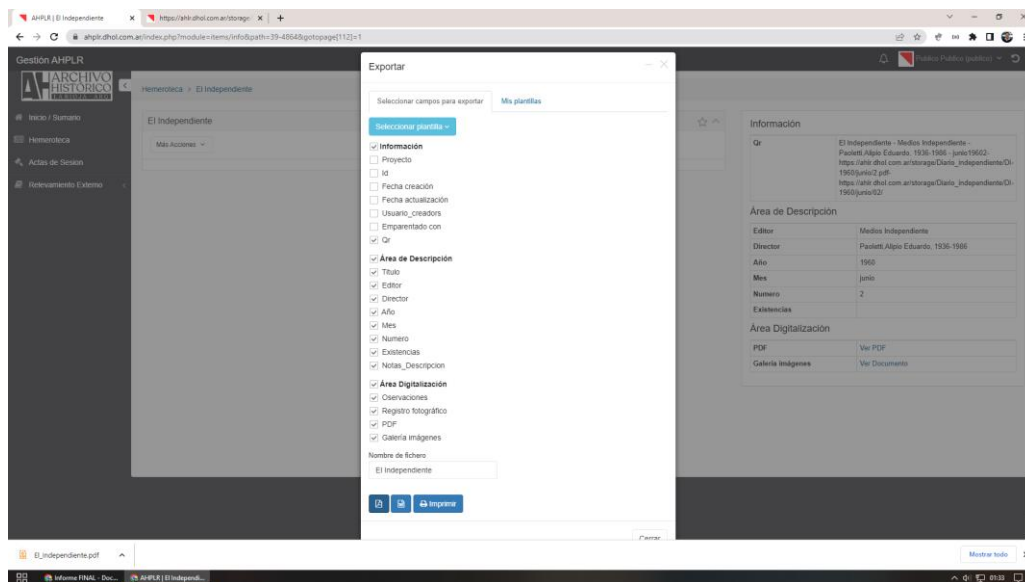 AHPLR | El Independiente
https://ahlr.dhol.com.ar/storage
ahplr.dhol.com.ar/index.php?module=items/info&path=39-4864&gotopage[112]=1
Gestión AHPLR
Publico Publico (publico)
ARCHIVO
HISTÓRICO
Hemeroteca > El Independiente
Inicio / Sumario
Hemeroteca
Actas de Sesion
Relevamiento Externo
El Independiente
Más Acciones
Exportar
Seleccionar campos para exportar
Mis plantillas
Seleccionar plantilla
Información
Proyecto
Id
Fecha creación
Fecha actualización
Usuario_creadors
Emparentado con
Qr
Área de Descripción
Titulo
Editor
Director
Año
Mes
Numero
Existencias
Notas_Descripcion
Área Digitalización
Oservaciones
Registro fotográfico
PDF
Galería imágenes
Nombre de fichero
El Independiente
Imprimir
Cerrar
Información
Qr
El Independiente - Medios Independiente -
Paoletti,Alipio Eduardo, 1936-1986 - junio19602-
https://ahlr.dhol.com.ar/storage/Diario_independiente/DI-
1960/junio/2.pdf-
https://ahlr.dhol.com.ar/storage/Diario_independiente/DI-
1960/junio/02/
Área de Descripción
Editor Medios Independiente
Director Paoletti,Alipio Eduardo, 1936-1986
Año 1960
Mes junio
Numero 2
Existencias
Área Digitalización
PDF Ver PDF
Galería Imágenes Ver Documento
El_independiente.pdf
Mostrar todo
Informe FINAL - Doc...
AHPLR | El Independi...
01:33